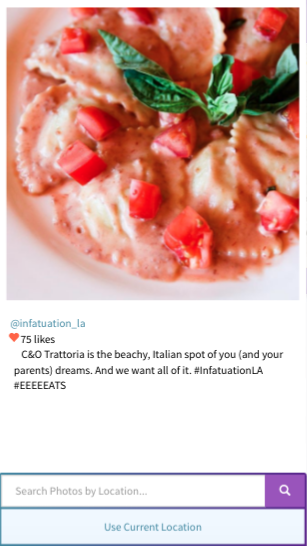 @infatuation_la
75 likes
C&O Trattoria is the beachy, Italian spot of you (and your
parents) dreams. And we want all of it. #InfatuationLA
#EEEEEATS
Search Photos by Location...
Use Current Location